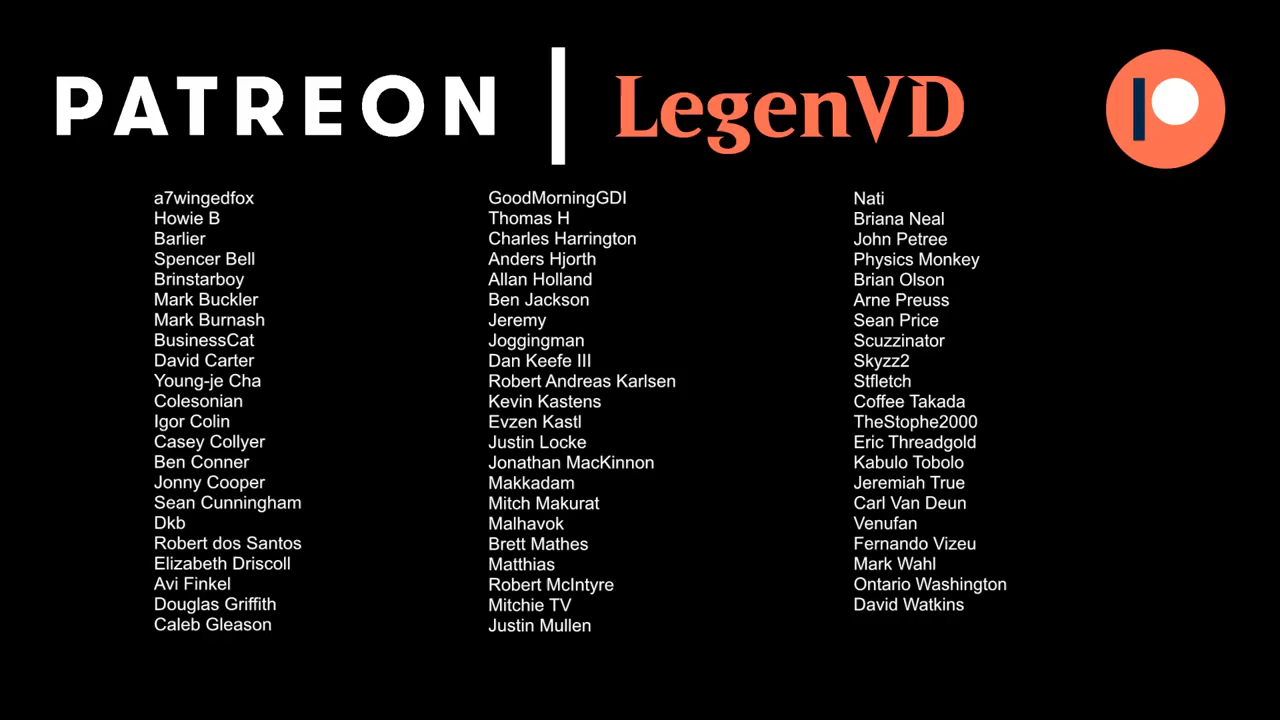 PATREON | LegenVD
a7wingedfox
Howie B
Barlier
Spencer Bell
Brinstarboy
Mark Buckler
Mark Burnash
BusinessCat
David Carter
Young-je Cha
Colesonian
Igor Colin
Casey Collyer
Ben Conner
Jonny Cooper
Sean Cunningham
Dkb
Robert dos Santos
Elizabeth Driscoll
Avi Finkel
Douglas Griffith
Caleb Gleason
GoodMorningGDI
Thomas H
Charles Harrington
Anders Hjorth
Allan Holland
Ben Jackson
Jeremy
Joggingman
Dan Keefe III
Robert Andreas Karlsen
Kevin Kastens
Evzen Kastl
Justin Locke
Jonathan MacKinnon
Makkadam
Mitch Makurat
Malhavok
Brett Mathes
Matthias
Robert McIntyre
Mitchie TV
Justin Mullen
Nati
Briana Neal
John Petree
Physics Monkey
Brian Olson
Arne Preuss
Sean Price
Scuzzinator
Skyzz2
Stfletch
Coffee Takada
TheStophe2000
Eric Threadgold
Kabulo Tobolo
Jeremiah True
Carl Van Deun
Venufan
Fernando Vizeu
Mark Wahl
Ontario Washington
David Watkins